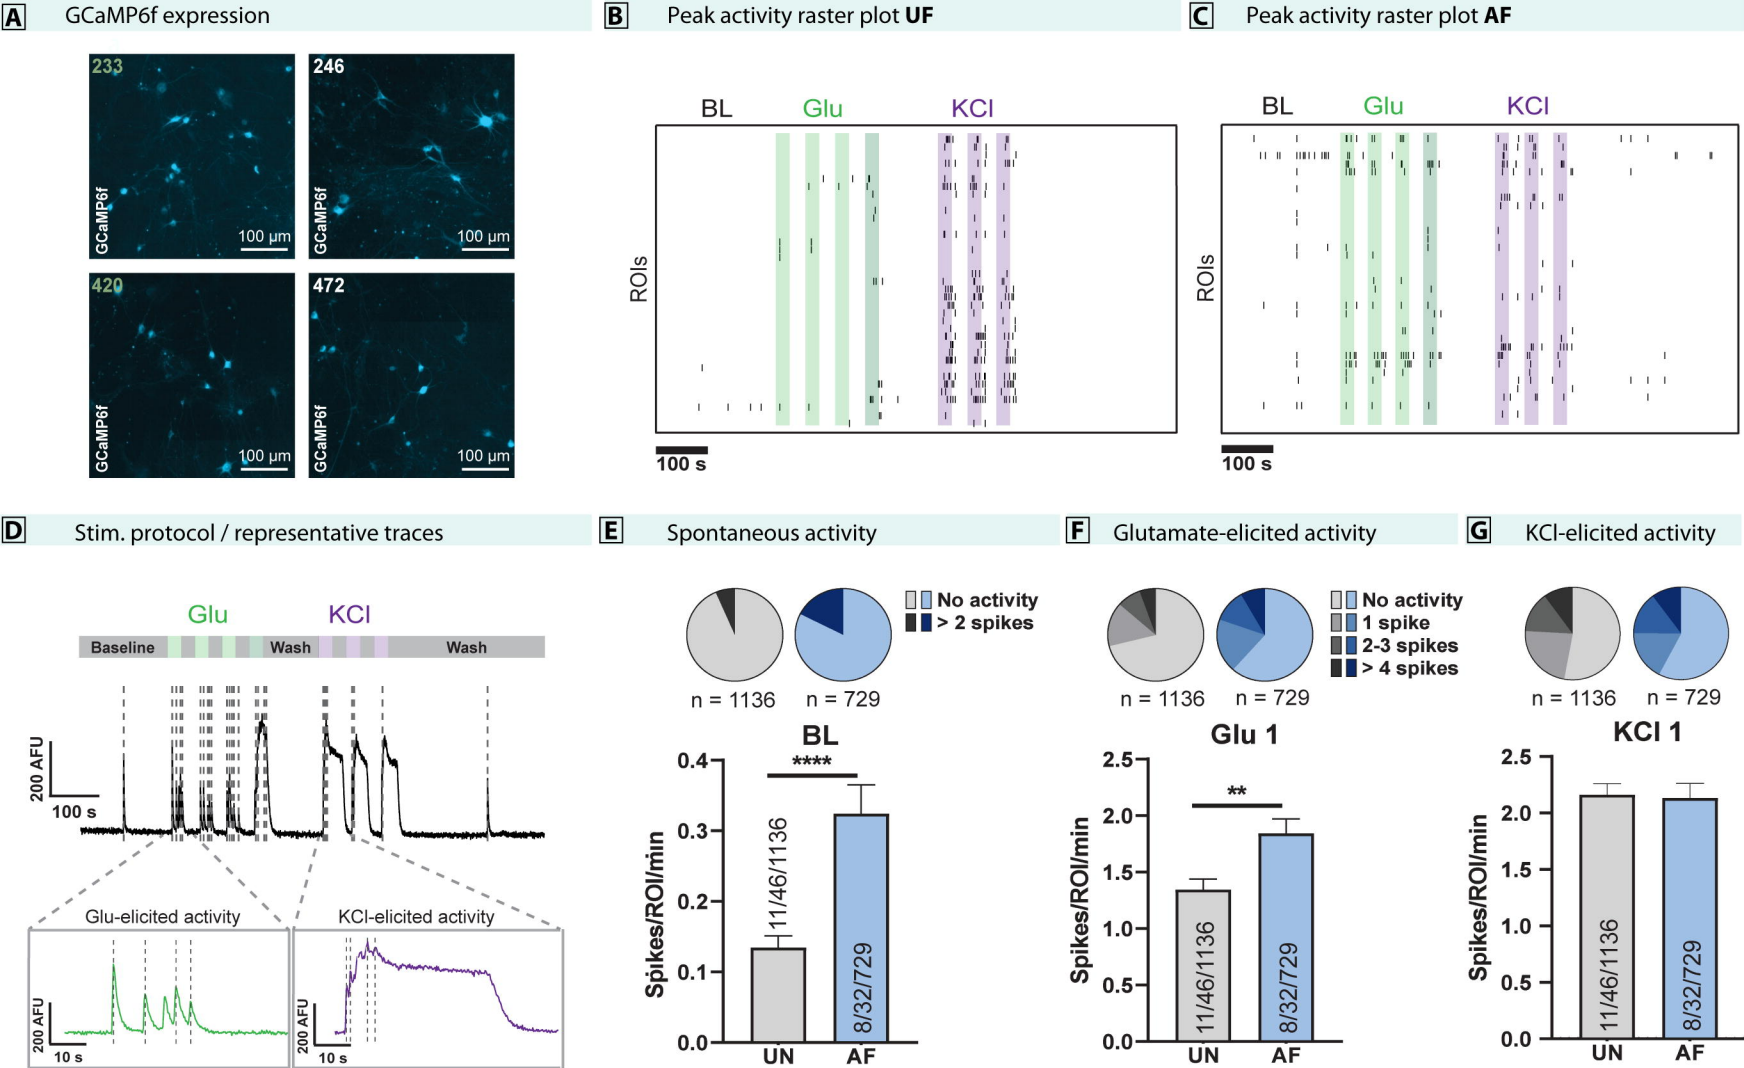 A GCaMP6f expression
233
GCaMP6f
100 µm
246
GCaMP6f
100 µm
420
GCaMP6f
100 µm
472
GCaMP6f
100 µm
B Peak activity raster plot UF
BL Glu KCl
ROIs
100 s
C Peak activity raster plot AF
BL Glu KCl
ROIs
100 s
D Stim. protocol / representative traces
Glu KCl
Baseline Wash Wash
200 AFU
100 s
Glu-elicited activity
200 AFU
10 s
KCl-elicited activity
200 AFU
10 s
E Spontaneous activity
No activity
> 2 spikes
n = 1136 n = 729
BL
****
Spikes/ROI/min
0.4
0.3
0.2
0.1
0.0
11/46/1136
8/32/729
UN AF
F Glutamate-elicited activity
No activity
1 spike
2-3 spikes
> 4 spikes
n = 1136 n = 729
Glu 1
**
Spikes/ROI/min
2.5
2.0
1.5
1.0
0.5
0.0
11/46/1136
8/32/729
UN AF
G KCl-elicited activity
n = 1136 n = 729
KCl 1
Spikes/ROI/min
2.5
2.0
1.5
1.0
0.5
0.0
11/46/1136
8/32/729
UN AF